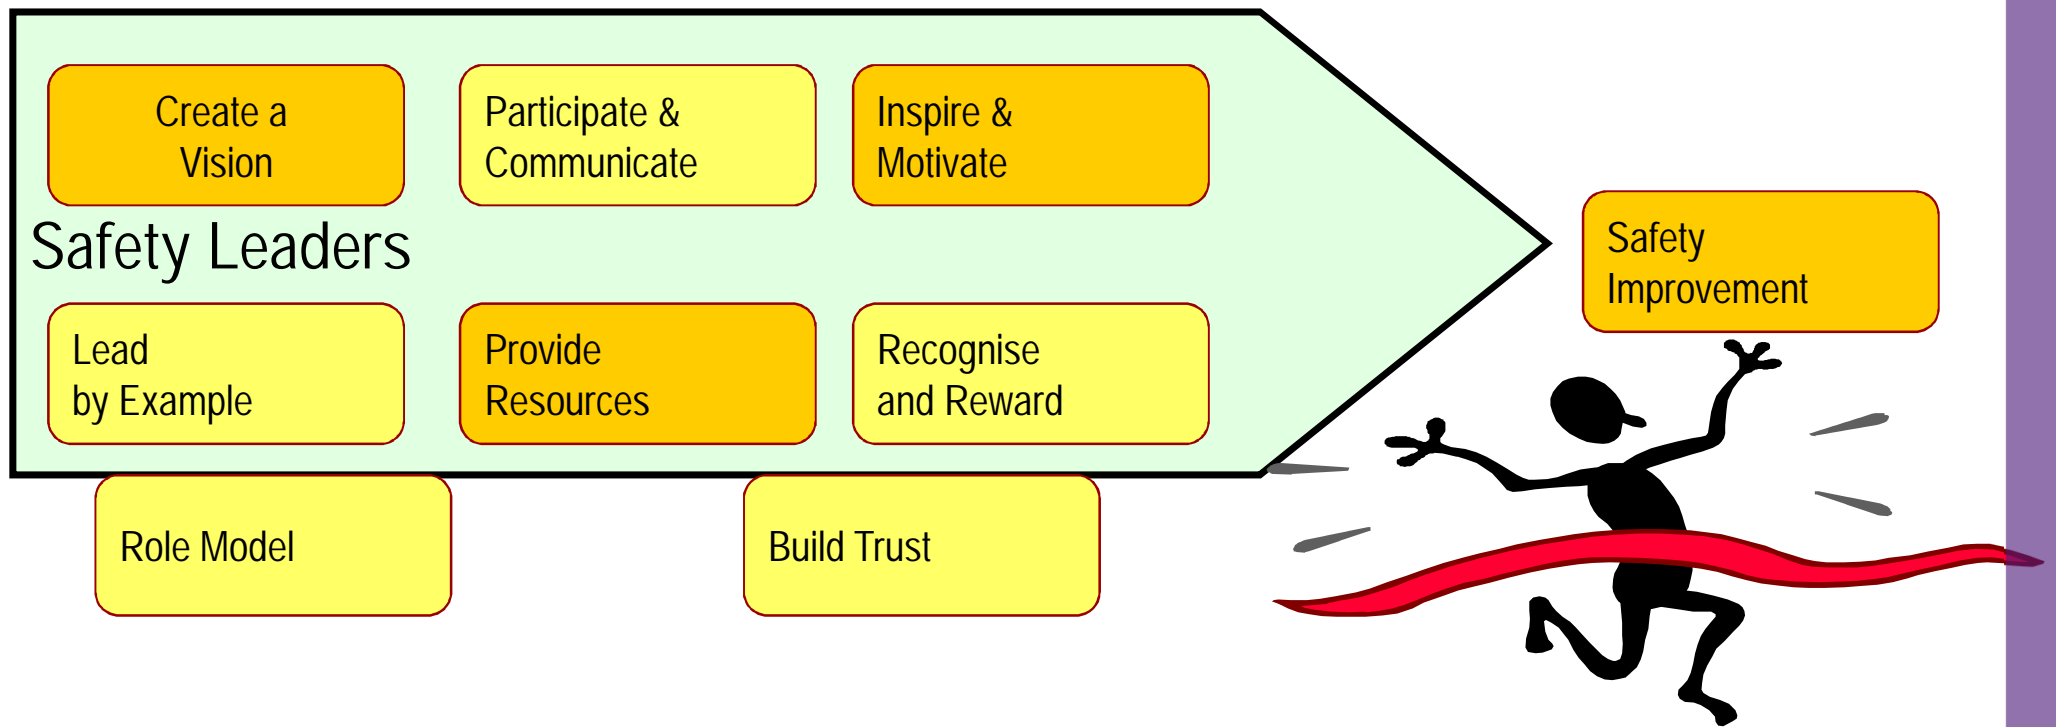 Create a
Vision
Participate &
Communicate
Inspire &
Motivate
Safety Leaders
Safety
Improvement
Lead
by Example
Provide
Resources
Recognise
and Reward
Role Model
Build Trust